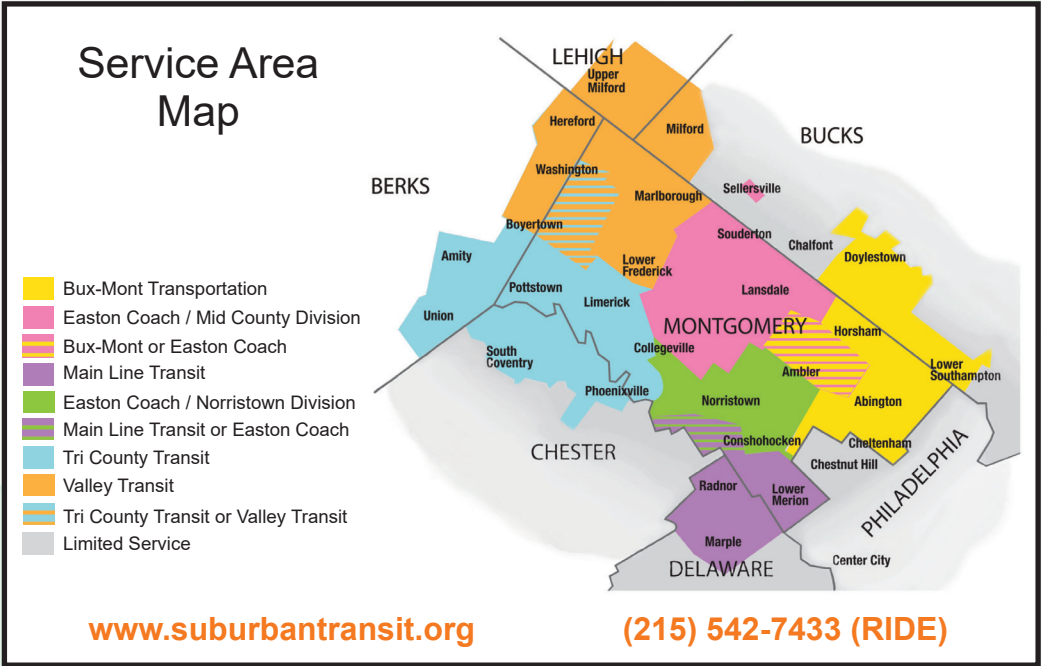 Service Area
Map
LEHIGH
Upper
Milford
Hereford
Milford
BUCKS
Washington
BERKS
Marlborough
Sellersville
Boyertown
Souderton
Chalfont
Doylestown
Amity
Lower
Frederick
Pottstown
Limerick
Lansdale
Union
MONTGOMERY
Horsham
Collegeville
South
Coventry
Ambler
Lower
Southampton
Phoenixville
Norristown
Abington
Conshohocken
Cheltenham
CHESTER
Chestnut Hill
PHILADELPHIA
Radnor
Lower
Merion
Marple
Center City
DELAWARE
Bux-Mont Transportation
Easton Coach / Mid County Division
Bux-Mont or Easton Coach
Main Line Transit
Easton Coach / Norristown Division
Main Line Transit or Easton Coach
Tri County Transit
Valley Transit
Tri County Transit or Valley Transit
Limited Service
www.suburbantransit.org
(215) 542-7433 (RIDE)